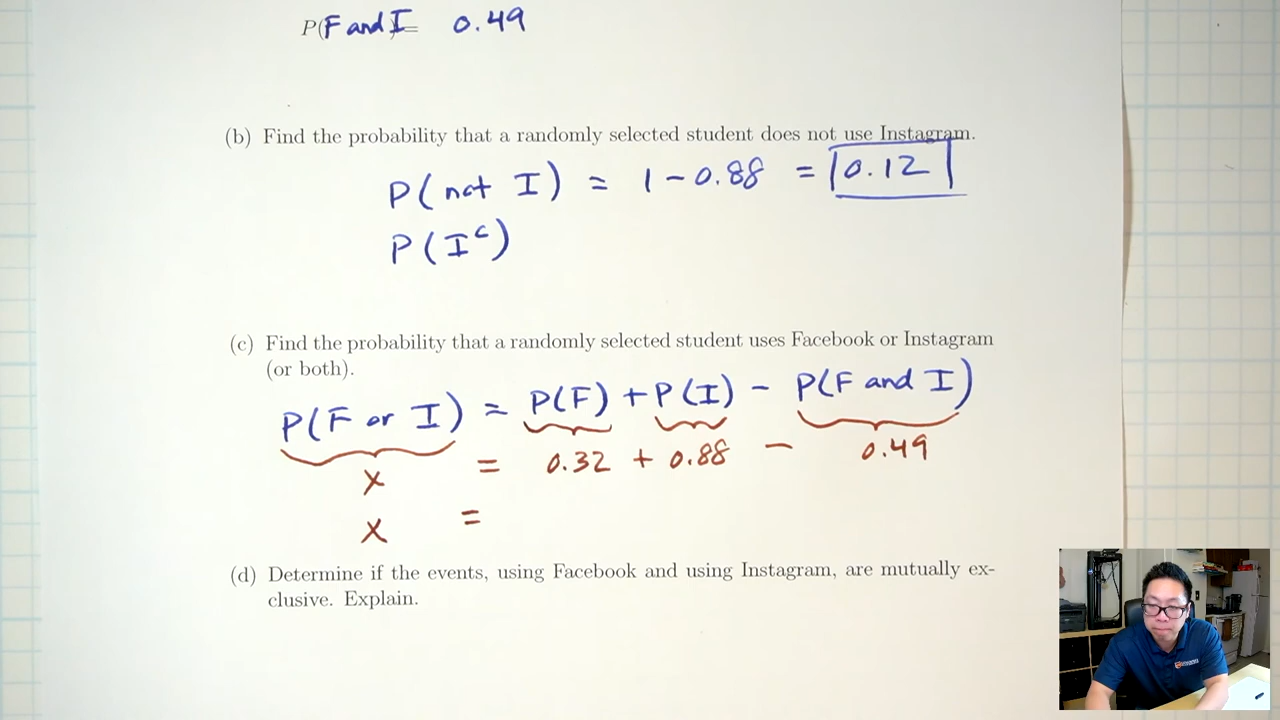 P(F and I) = 0.49
(b) Find the probability that a randomly selected student does not use Instagram.
P(not I) = 1 - 0.88 = 0.12
P(Iᶜ)
(c) Find the probability that a randomly selected student uses Facebook or Instagram
(or both).
P(F or I) = P(F) + P(I) - P(F and I)
x = 0.32 + 0.88 - 0.49
x =
(d) Determine if the events, using Facebook and using Instagram, are mutually ex-
clusive. Explain.